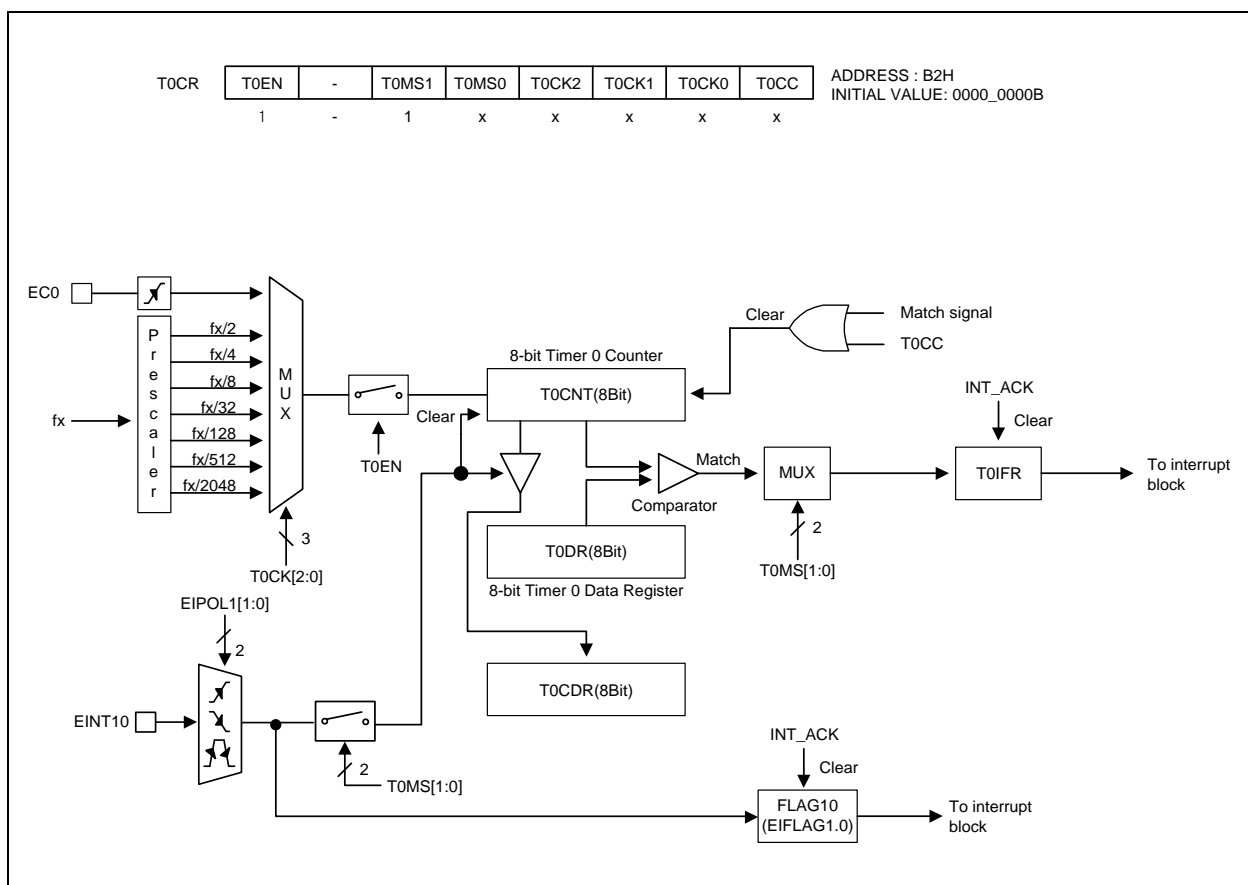 T0CR T0EN - T0MS1 T0MS0 T0CK2 T0CK1 T0CK0 T0CC
ADDRESS : B2H
INITIAL VALUE: 0000_0000B
1 - 1 x x x x x
EC0
P
r
e
s
c
a
l
e
r
fx
fx/2
fx/4
fx/8
fx/32
fx/128
fx/512
fx/2048
M
U
X
3
T0CK[2:0]
T0EN
Clear
8-bit Timer 0 Counter
T0CNT(8Bit)
Clear
Match signal
T0CC
Comparator
Match
MUX
2
T0MS[1:0]
INT_ACK
Clear
T0IFR
To interrupt
block
T0DR(8Bit)
8-bit Timer 0 Data Register
T0CDR(8Bit)
EIPOL1[1:0]
2
EINT10
2
T0MS[1:0]
INT_ACK
Clear
FLAG10
(EIFLAG1.0)
To interrupt
block